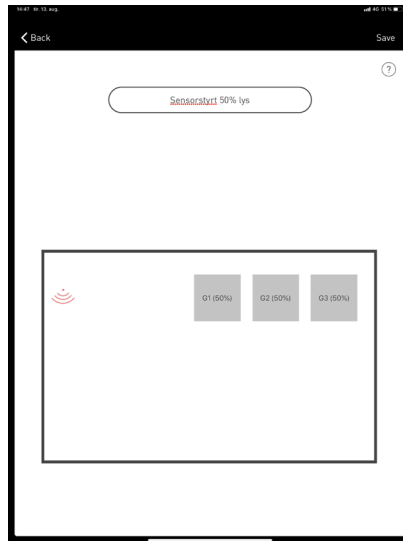 14:47 tir. 13. aug.
4G 51%
Back
Save
?
Sensorstyrt 50% lys
G1 (50%)
G2 (50%)
G3 (50%)